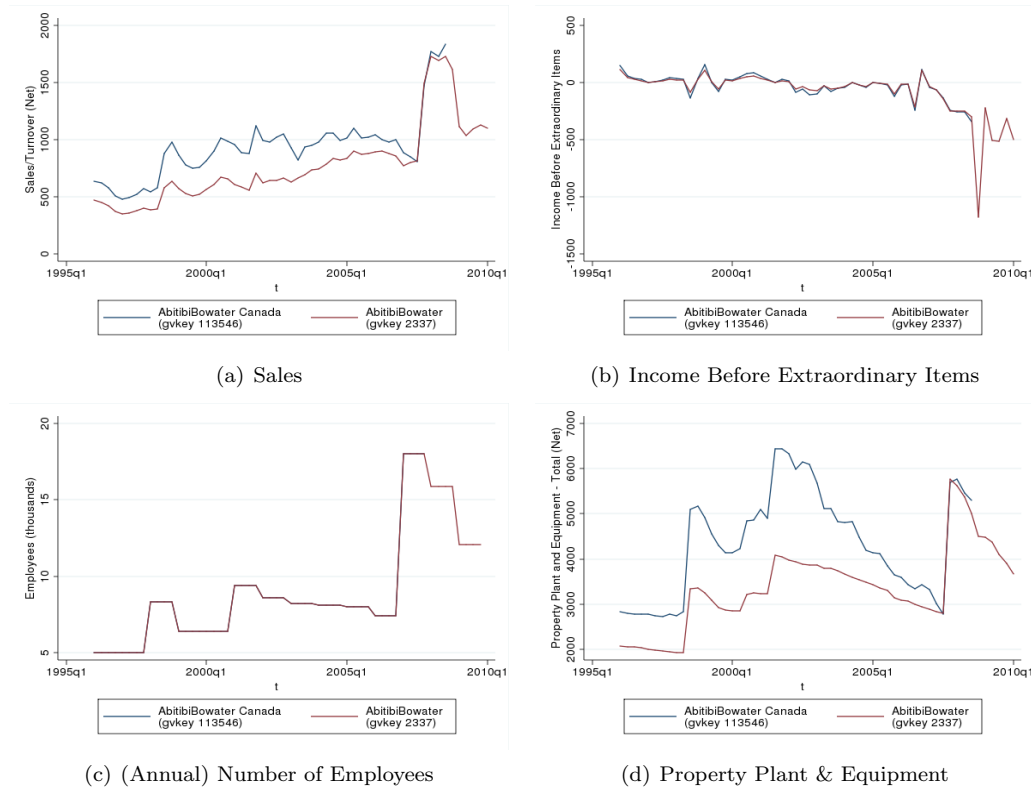 Sales/Turnover (Net)
2000
1500
1000
500
0
1995q1 2000q1 2005q1 2010q1
t
AbitibiBowater Canada AbitibiBowater
(gvkey 113546) (gvkey 2337)
(a) Sales
Income Before Extraordinary Items
500
0
-500
-1000
-1500
1995q1 2000q1 2005q1 2010q1
t
AbitibiBowater Canada AbitibiBowater
(gvkey 113546) (gvkey 2337)
(b) Income Before Extraordinary Items
Employees (thousands)
20
15
10
5
1995q1 2000q1 2005q1 2010q1
t
AbitibiBowater Canada AbitibiBowater
(gvkey 113546) (gvkey 2337)
(c) (Annual) Number of Employees
Property Plant and Equipment - Total (Net)
7000
6000
5000
4000
3000
2000
1995q1 2000q1 2005q1 2010q1
t
AbitibiBowater Canada AbitibiBowater
(gvkey 113546) (gvkey 2337)
(d) Property Plant & Equipment